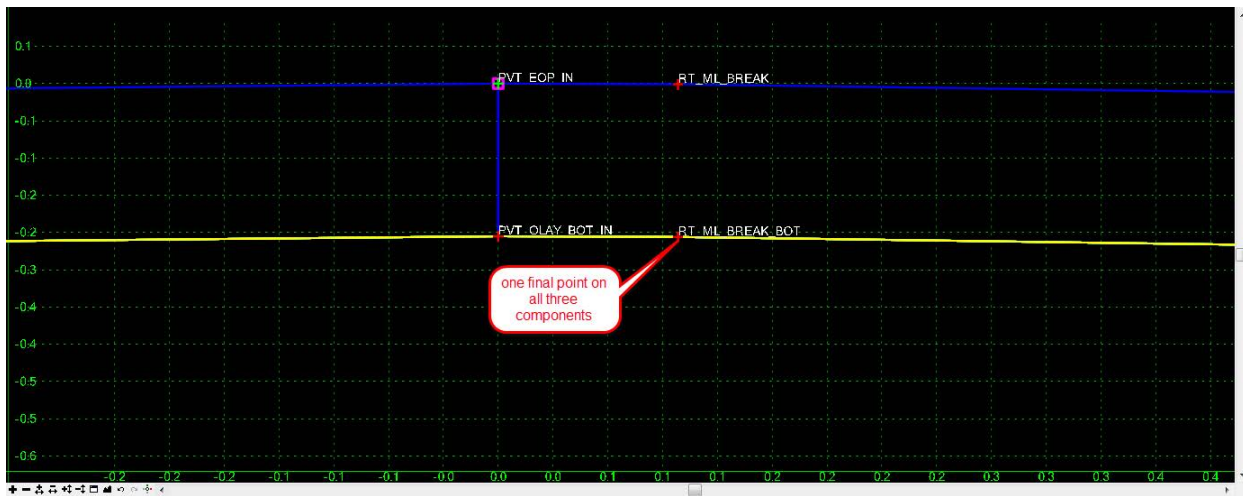 0.1
0.0
PVT_EOP_IN
RT_ML_BREAK
-0.1
-0.1
-0.2
-0.2
PVT_OLAY_BOT_IN
RT_ML_BREAK_BOT
-0.3
one final point on
all three
components
-0.4
-0.4
-0.5
-0.5
-0.6
-0.2 -0.2 -0.2 -0.1 -0.1 -0.1 -0.0 0.0 0.0 0.1 0.1 0.1 0.2 0.2 0.2 0.3 0.3 0.3 0.4 0.4